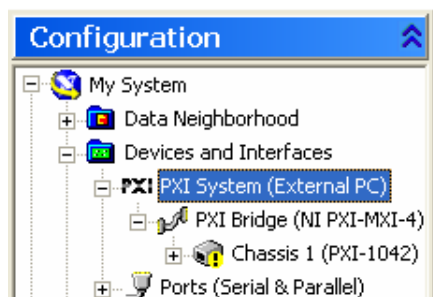 Configuration
My System
Data Neighborhood
Devices and Interfaces
PXI PXI System (External PC)
PXI Bridge (NI PXI-MXI-4)
Chassis 1 (PXI-1042)
Ports (Serial & Parallel)